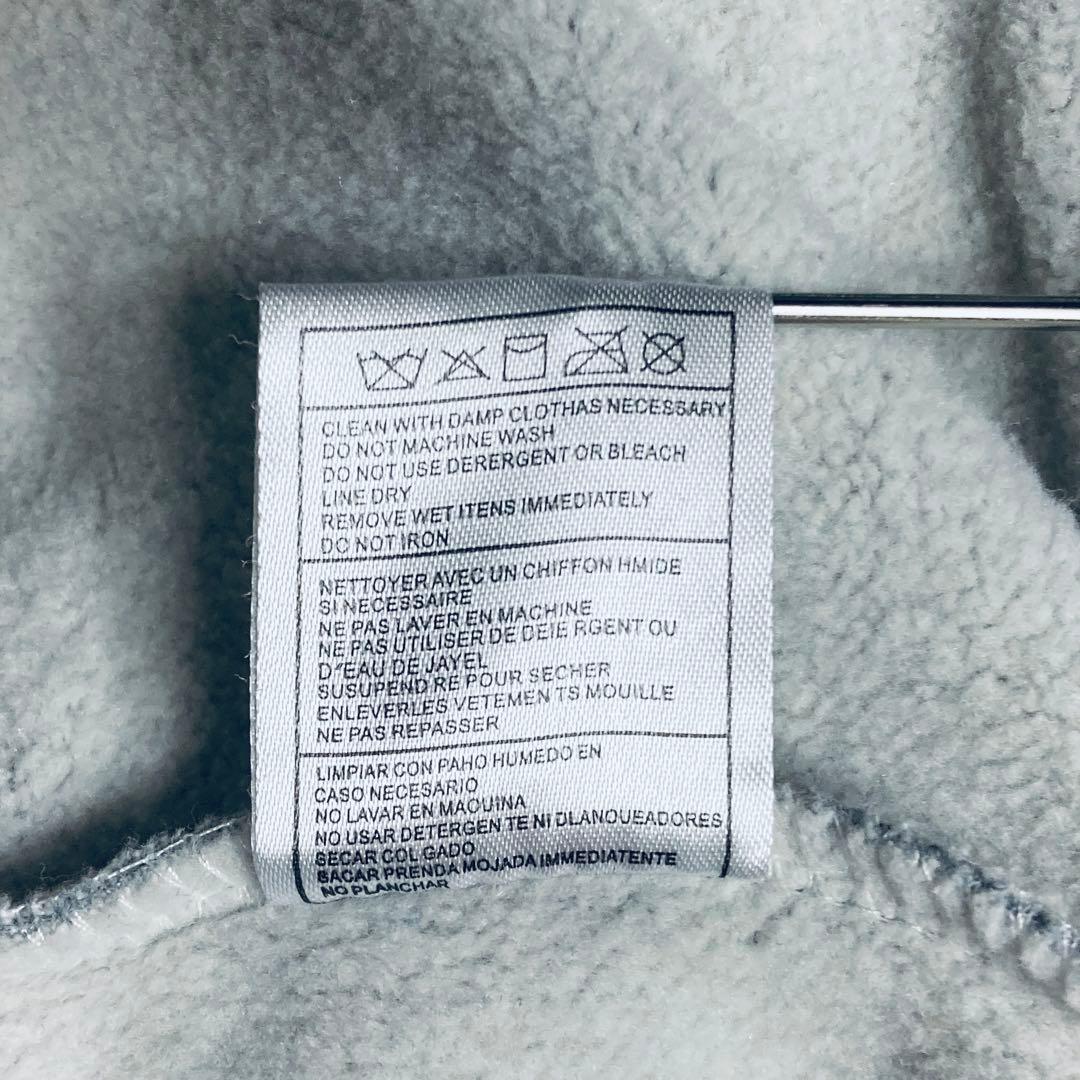 CLEAN WITH DAMP CLOTHAS NECESSARY
DO NOT MACHINE WASH
DO NOT USE DERERGENT OR BLEACH
LINE DRY
REMOVE WET ITENS IMMEDIATELY
DO NOT IRON
NETTOYER AVEC UN CHIFFON HMIDE
SI NECESSAIRE
NE PAS LAVER EN MACHINE
NE PAS UTILISER DE DEIE RGENT OU
D"EAU DE JAYEL
SUSUPEND RE POUR SECHER
ENLEVERLES VETEMEN TS MOUILLE
NE PAS REPASSER
LIMPIAR CON PAHO HUMEDO EN
CASO NECESARIO
NO LAVAR EN MAOUINA
NO USAR DETERGEN TE NI DLANOUEADORES
SECAR COL GADO
SACAR PRENDA MOJADA IMMEDIATENTE
NO PLANCHAR